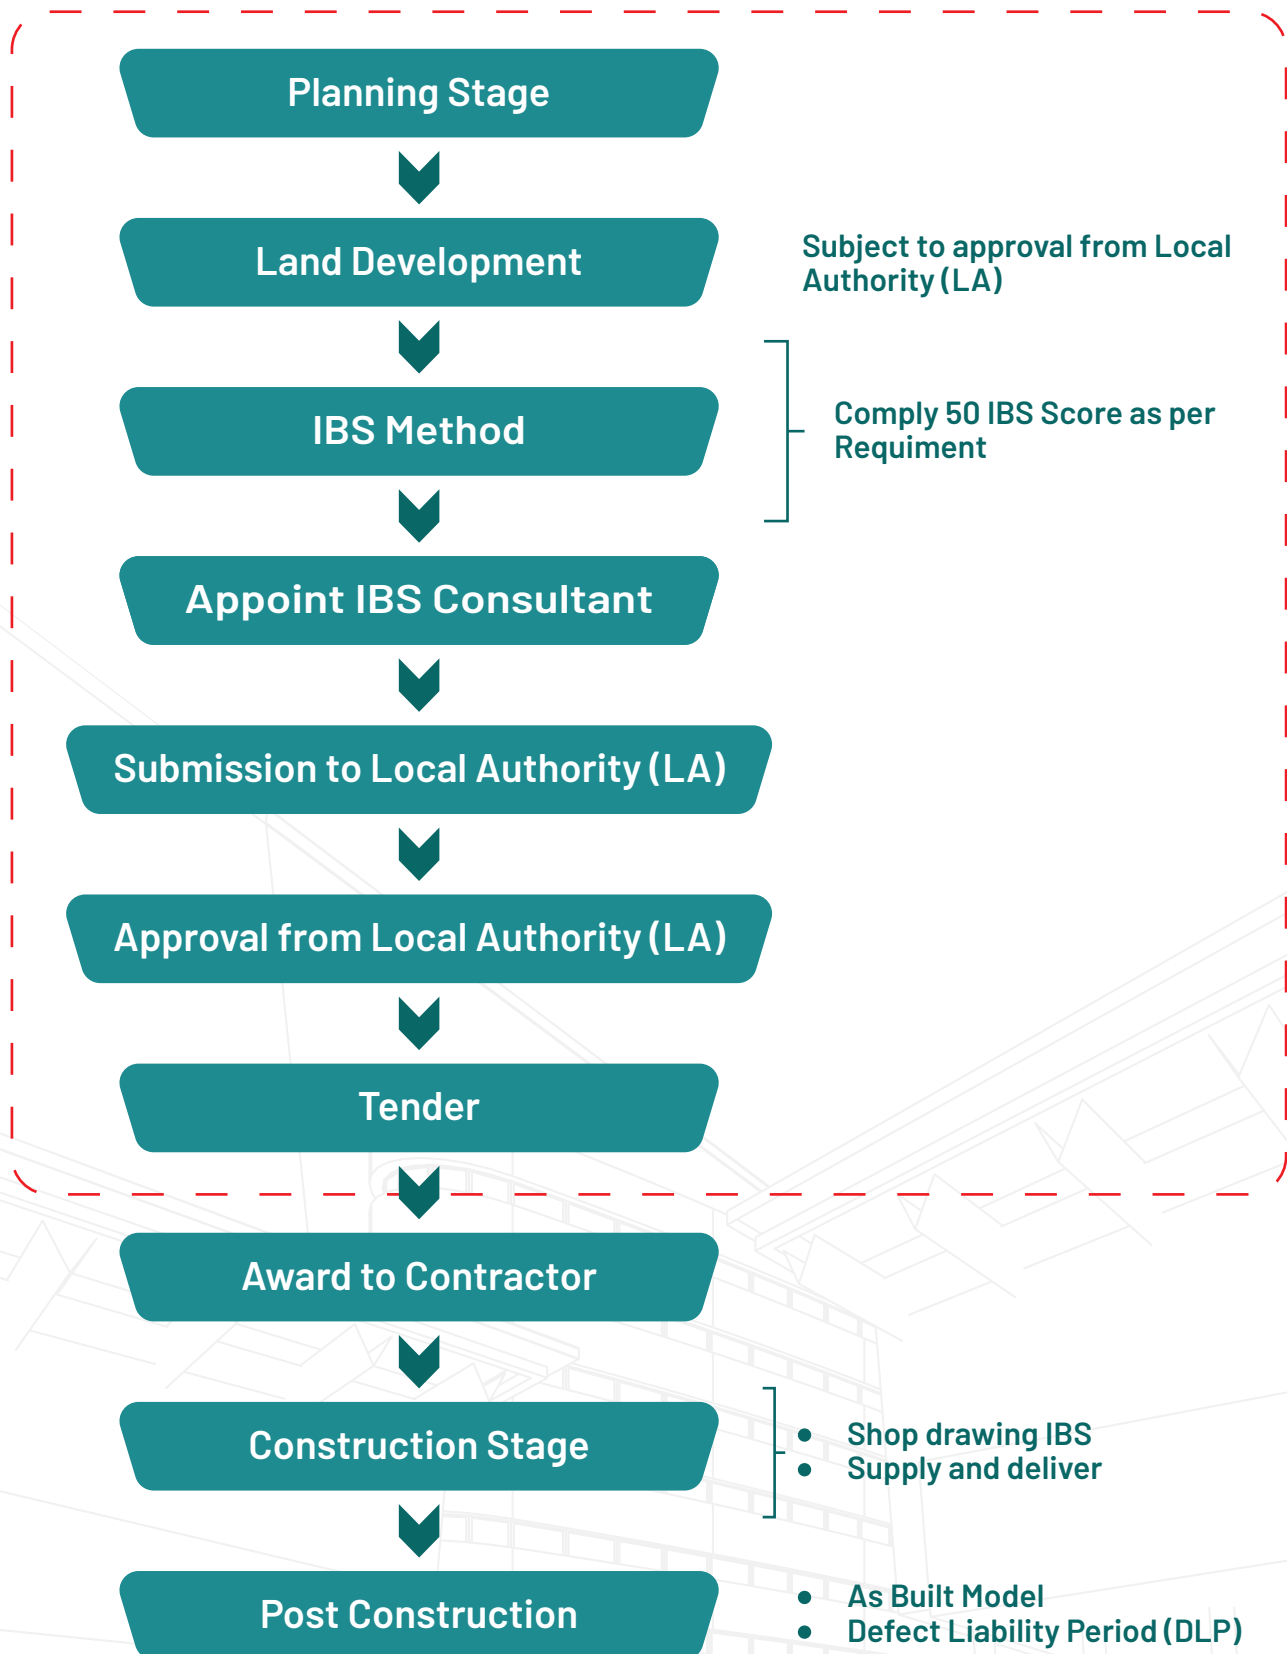 Planning Stage
Land Development
Subject to approval from Local
Authority (LA)
IBS Method
Comply 50 IBS Score as per
Requiment
Appoint IBS Consultant
Submission to Local Authority (LA)
Approval from Local Authority (LA)
Tender
Award to Contractor
Construction Stage
• Shop drawing IBS
• Supply and deliver
Post Construction
• As Built Model
• Defect Liability Period (DLP)